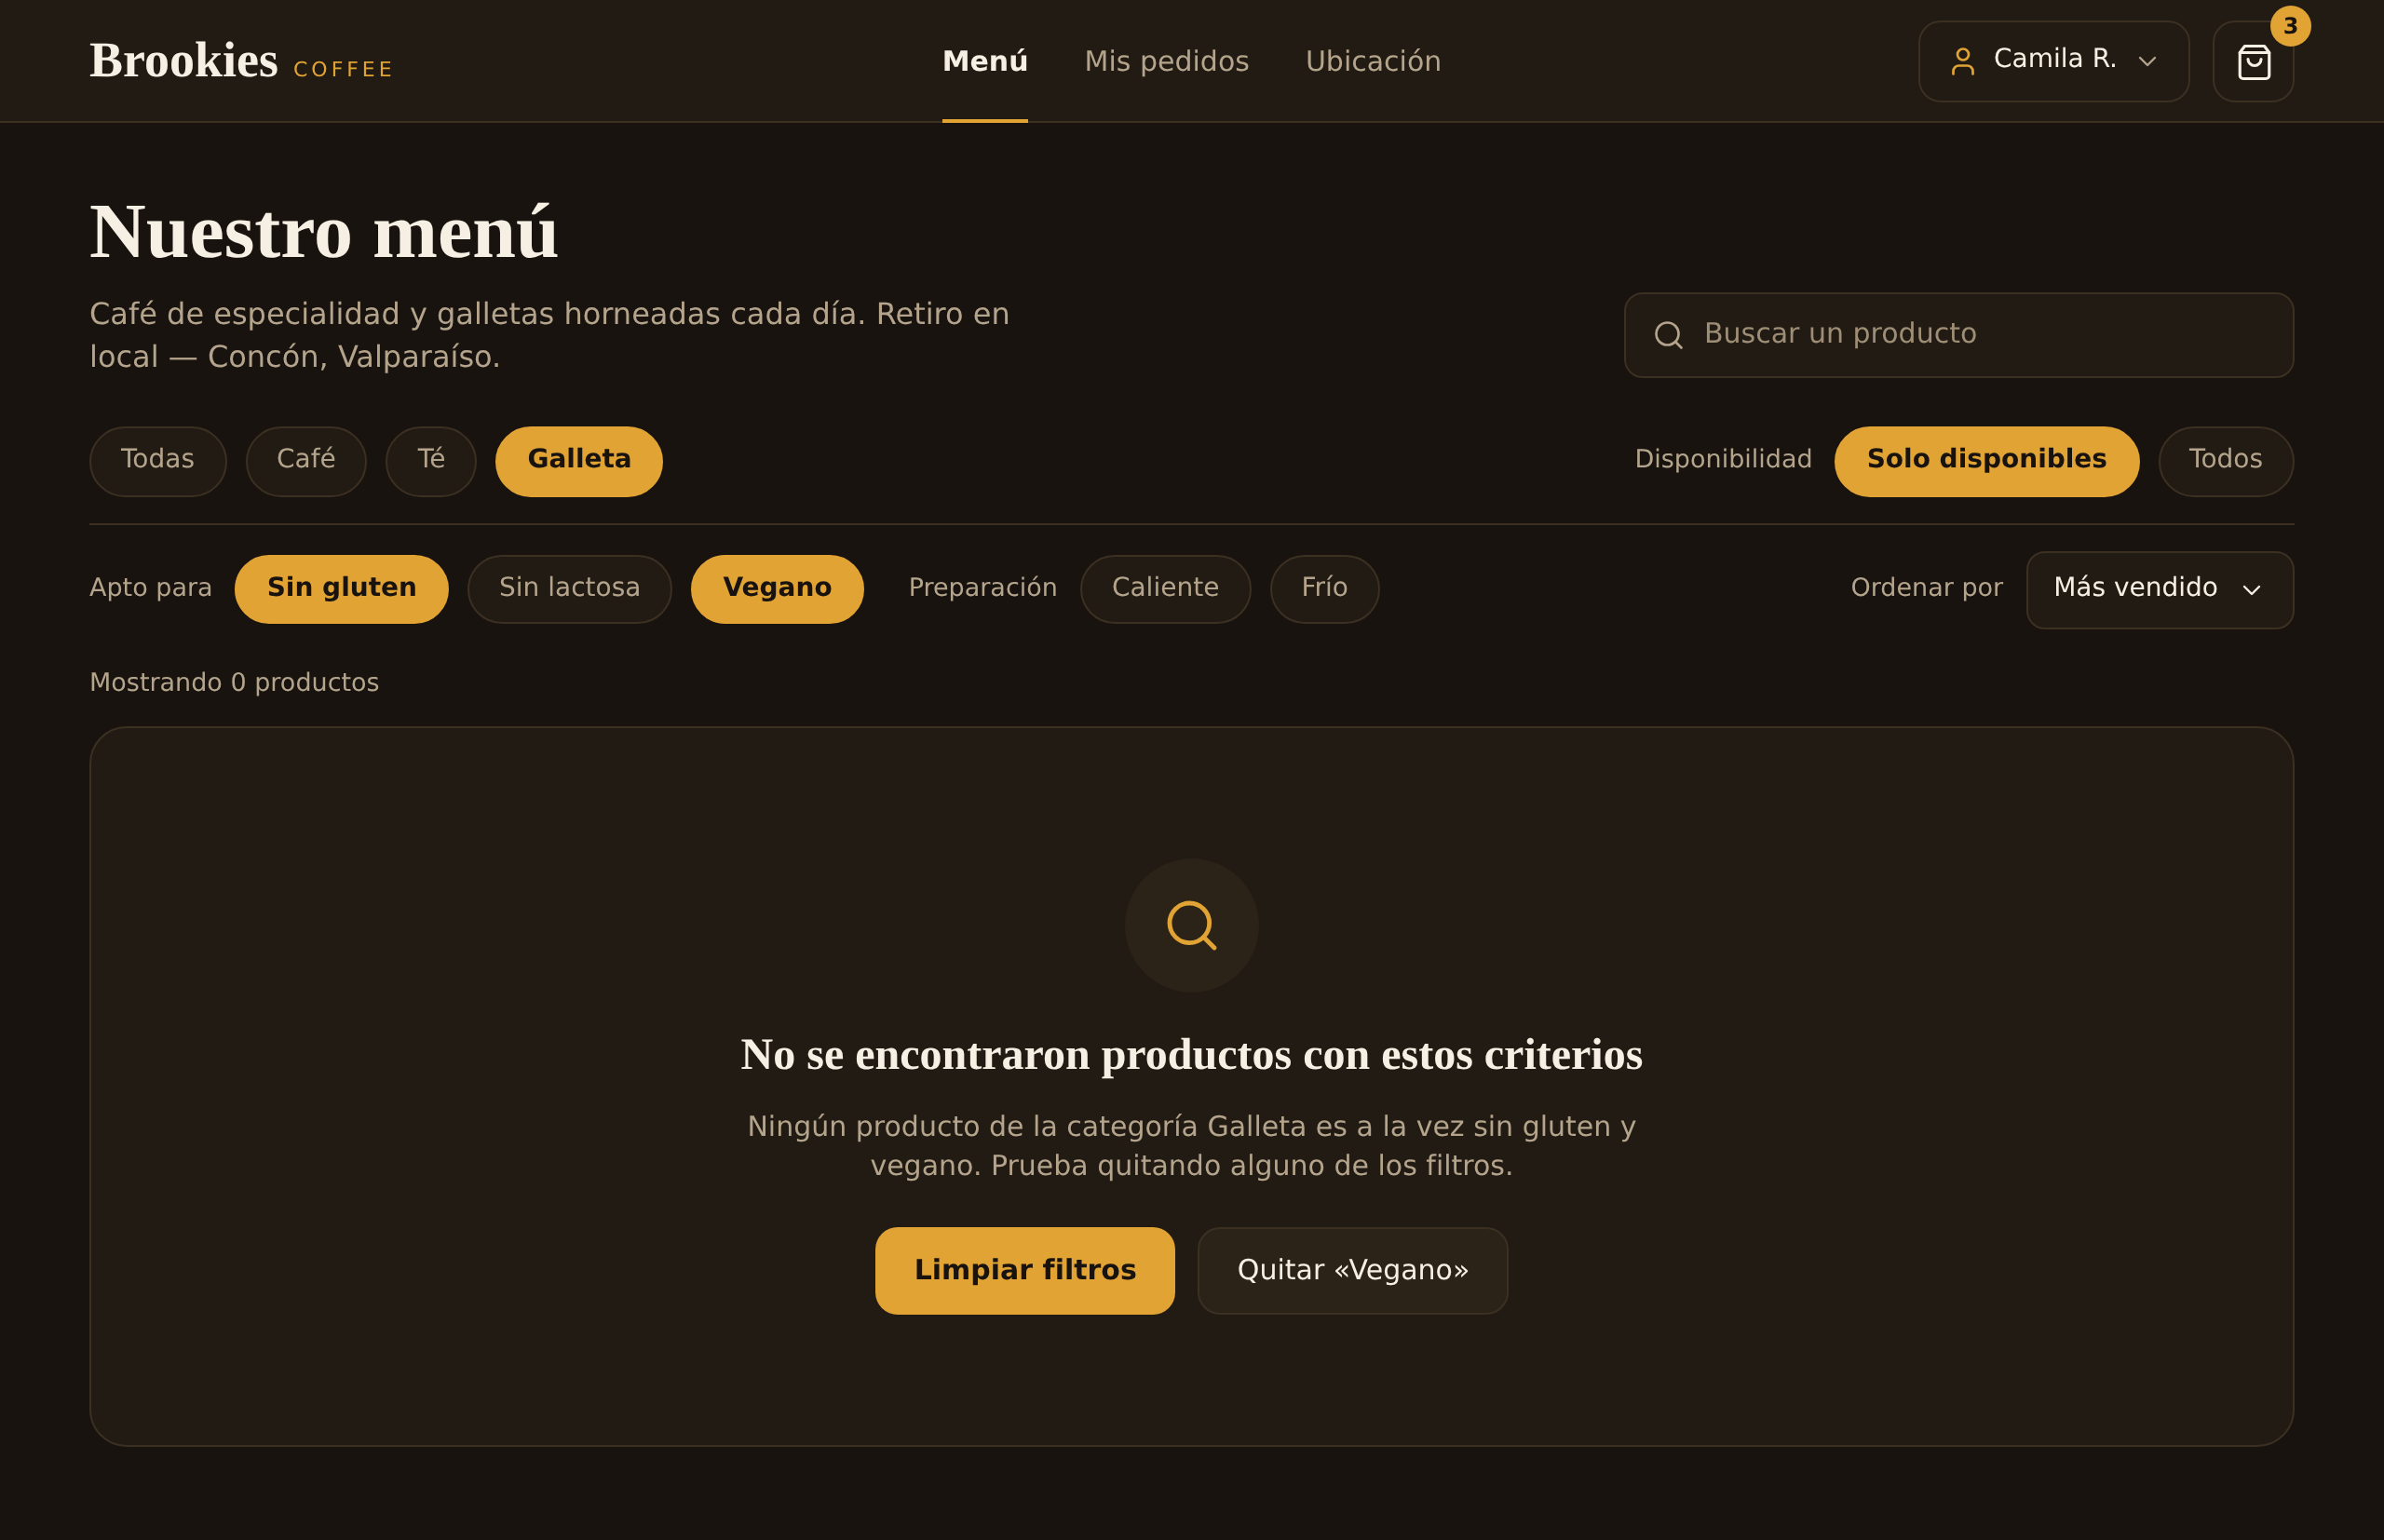 Brookies COFFEE
Menú
Mis pedidos
Ubicación
Camila R.
3
Nuestro menú
Café de especialidad y galletas horneadas cada día. Retiro en
local — Concón, Valparaíso.
Buscar un producto
Todas
Café
Té
Galleta
Disponibilidad
Solo disponibles
Todos
Apto para
Sin gluten
Sin lactosa
Vegano
Preparación
Caliente
Frío
Ordenar por
Más vendido
Mostrando 0 productos
No se encontraron productos con estos criterios
Ningún producto de la categoría Galleta es a la vez sin gluten y
vegano. Prueba quitando alguno de los filtros.
Limpiar filtros
Quitar «Vegano»